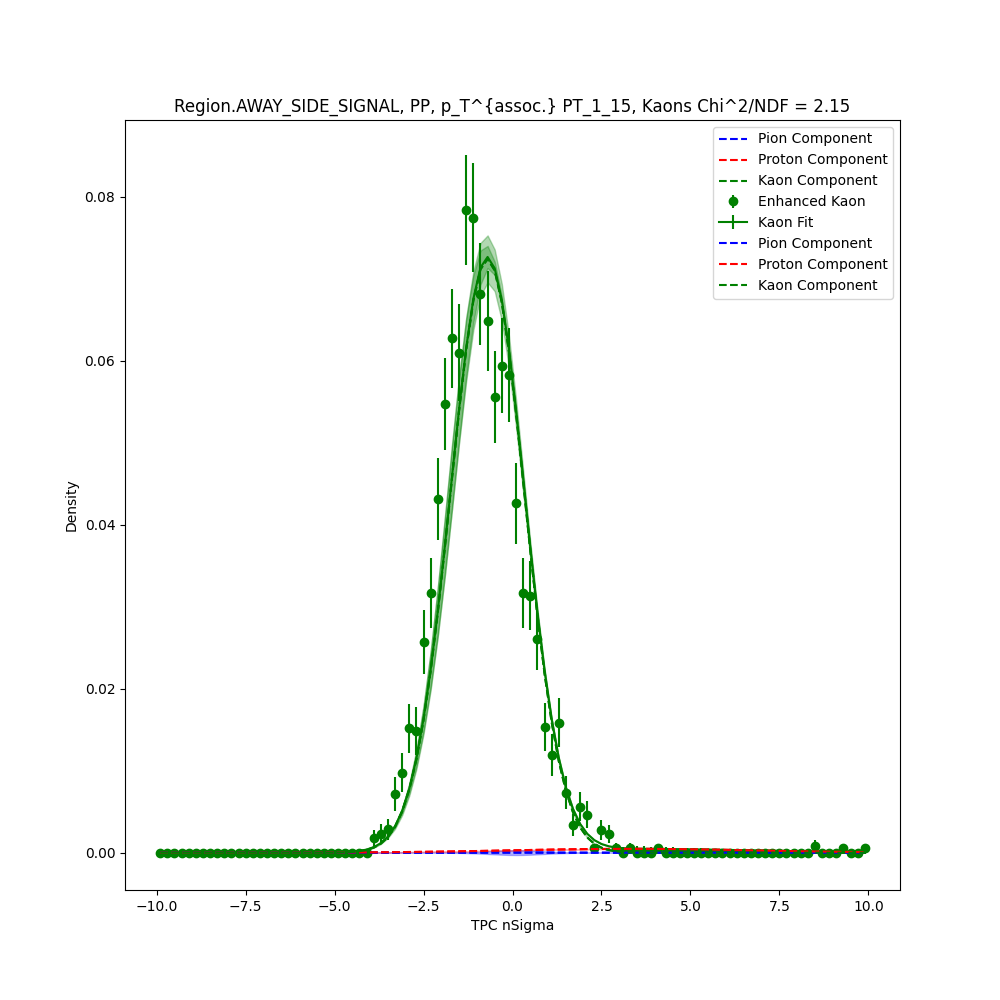 Region.AWAY_SIDE_SIGNAL, PP, p_T^{assoc.} PT_1_15, Kaons Chi^2/NDF = 2.15
Pion Component
Proton Component
Kaon Component
Enhanced Kaon
Kaon Fit
Pion Component
Proton Component
Kaon Component
0.08
0.06
0.04
0.02
0.00
Density
−10.0 −7.5 −5.0 −2.5 0.0 2.5 5.0 7.5 10.0
TPC nSigma